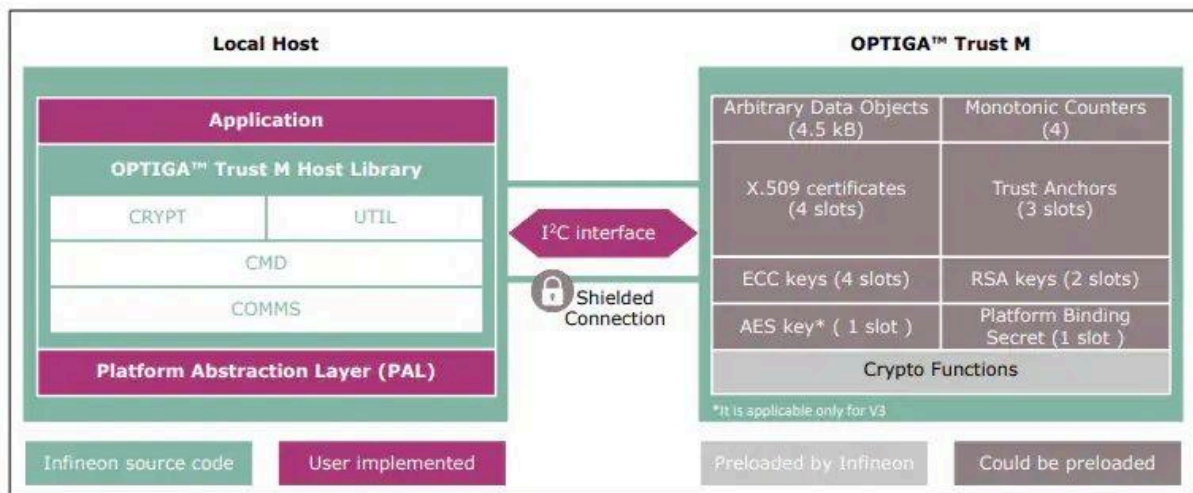 Local Host
OPTIGA™ Trust M
Application
OPTIGA™ Trust M Host Library
CRYPT
UTIL
CMD
COMMS
Platform Abstraction Layer (PAL)
I²C interface
Shielded
Connection
Arbitrary Data Objects
(4.5 kB)
Monotonic Counters
(4)
X.509 certificates
(4 slots)
Trust Anchors
(3 slots)
ECC keys (4 slots)
RSA keys (2 slots)
AES key* ( 1 slot )
Platform Binding
Secret (1 slot )
Crypto Functions
*It is applicable only for V3
Infineon source code
User implemented
Preloaded by Infineon
Could be preloaded